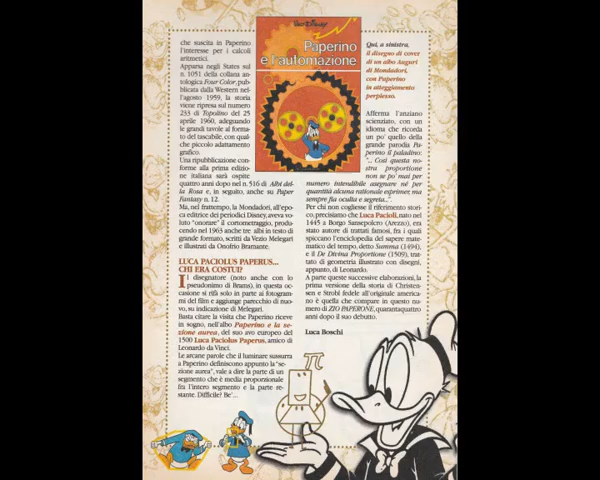 che suscita in Paperino
l'interesse per i calcoli
aritmetici.
Apparsa negli States sul
n. 1051 della collana an-
tologica Four Color, pub-
blicata dalla Western nel-
l'agosto 1959, la storia
viene ripresa sul numero
233 di Topolino del 25
aprile 1960, adeguando
le grandi tavole al forma-
to del tascabile, con qual-
che piccolo adattamento
grafico.
Una ripubblicazione con-
forme alla prima edizio-
ne italiana sarà ospite
quattro anni dopo nel n. 516 di Albi del-
la Rosa e, in seguito, anche su Paper
Fantasy n. 12.
Ma, nel frattempo, la Mondadori, all'epo-
ca editrice dei periodici Disney, aveva vo-
luto "onorare" il cortometraggio, produ-
cendo nel 1963 anche tre albi in testo di
grande formato, scritti da Vezio Melegari
e illustrati da Onofrio Bramante.
LUCA PACIOLUS PAPERUS...
CHI ERA COSTUI?
Il disegnatore (noto anche con lo
pseudonimo di Brams), in questa oc-
casione si rifà solo in parte ai fotogram-
mi del film e aggiunge parecchio di nuo-
vo, su indicazione di Melegari.
Basta citare la visita che Paperino riceve
in sogno, nell'albo Paperino e la se-
zione aurea, del suo avo europeo del
1500 Luca Paciolus Paperus, amico di
Leonardo da Vinci.
Le arcane parole che il luminare sussurra
a Paperino definiscono appunto la "se-
zione aurea", vale a dire la parte di un
segmento che è media proporzionale
fra l'intero segmento e la parte re-
stante. Difficile? Be'...
WALT DISNEY
Paperino
e l'automazione
Qui, a sinistra,
il disegno di cover
di un albo Auguri
di Mondadori,
con Paperino
in atteggiamento
perplesso.
Afferma l'anziano
scienziato, con un
idioma che ricorda
un po' quello della
grande parodia Pa-
perino il paladino:
"... Così questa no-
stra proportione
non se po' mai per
numero intendibile asegnare né per
quantità alcuna rationale exprimer, ma
sempre fia oculta e segreta...".
Per chi non cogliesse il riferimento stori-
co, precisiamo che Luca Pacioli, nato nel
1445 a Borgo Sansepolcro (Arezzo), era
stato autore di trattati famosi, fra i quali
spiccano l'enciclopedia del sapere mate-
matico del tempo, detto Summa (1494),
e il De Divina Proportione (1509), trat-
tato di geometria illustrato con disegni,
appunto, di Leonardo.
A parte queste successive elaborazioni, la
prima versione della storia di Christen-
sen e Strobl fedele all'originale america-
no è quella che compare in questo nu-
mero di ZIO PAPERONE, quarantaquattro
anni dopo il suo debutto.
Luca Boschi
π